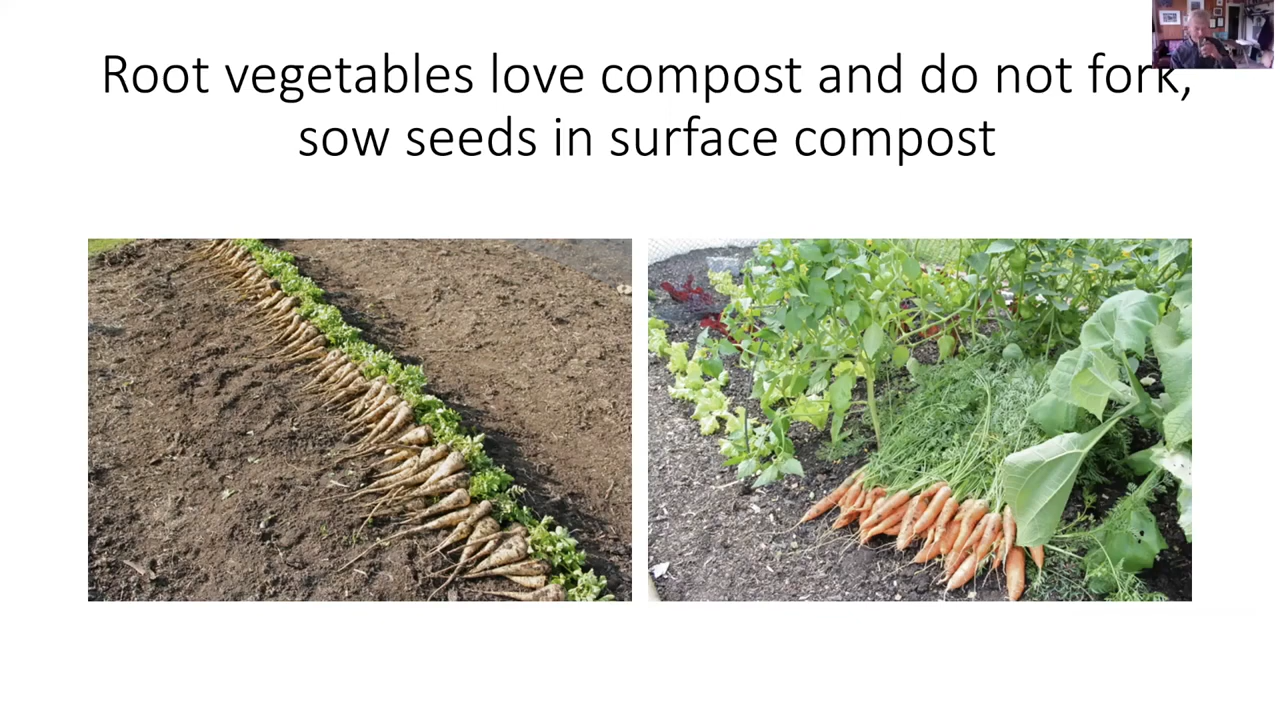 Root vegetables love compost and do not fork,
sow seeds in surface compost